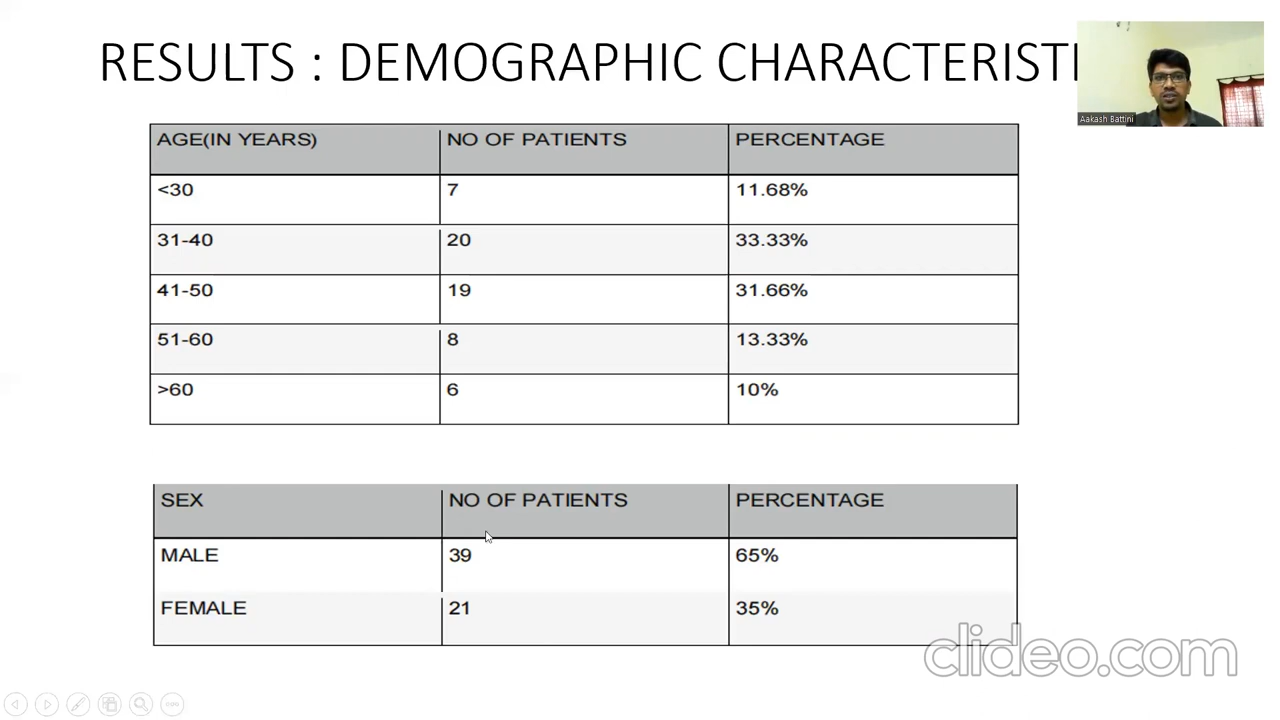 RESULTS : DEMOGRAPHIC CHARACTERISTI
Aakash Battini
AGE(IN YEARS) NO OF PATIENTS PERCENTAGE
<30 7 11.68%
31-40 20 33.33%
41-50 19 31.66%
51-60 8 13.33%
>60 6 10%
SEX NO OF PATIENTS PERCENTAGE
MALE 39 65%
FEMALE 21 35%
clideo.com